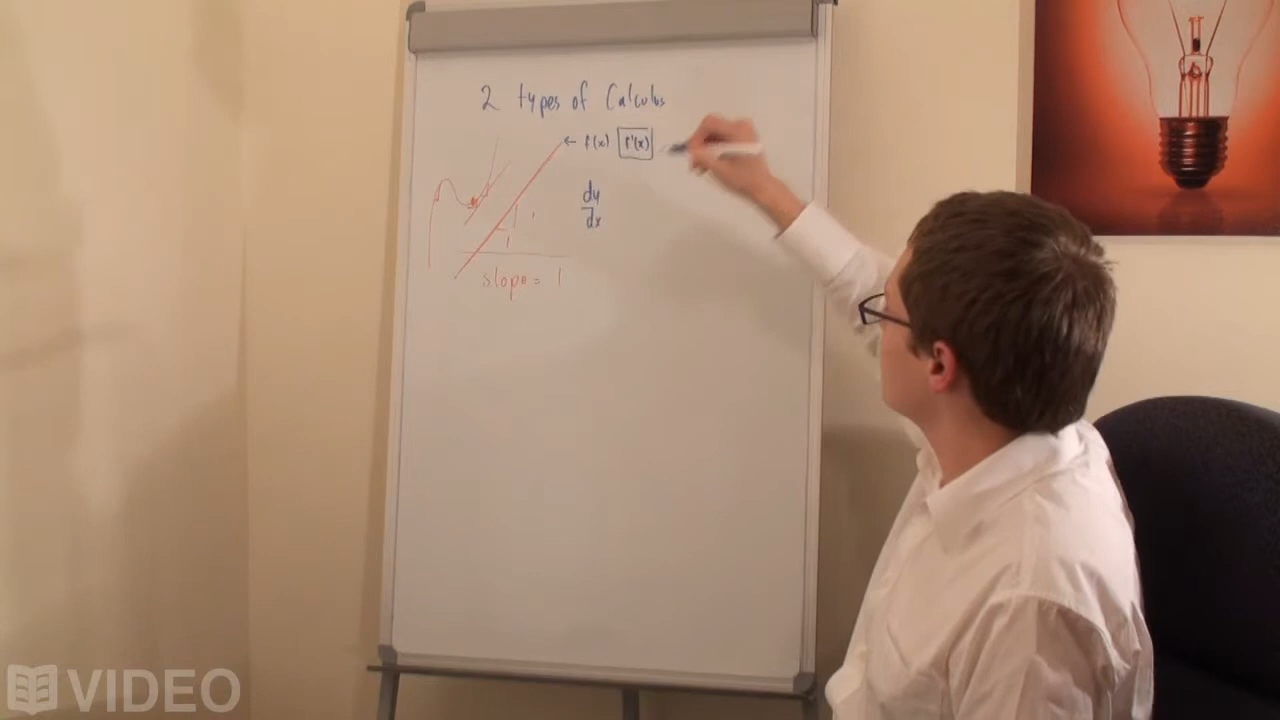 2 types of Calculus
← f(x) f'(x)
dy
dx
slope = 1
VIDEO